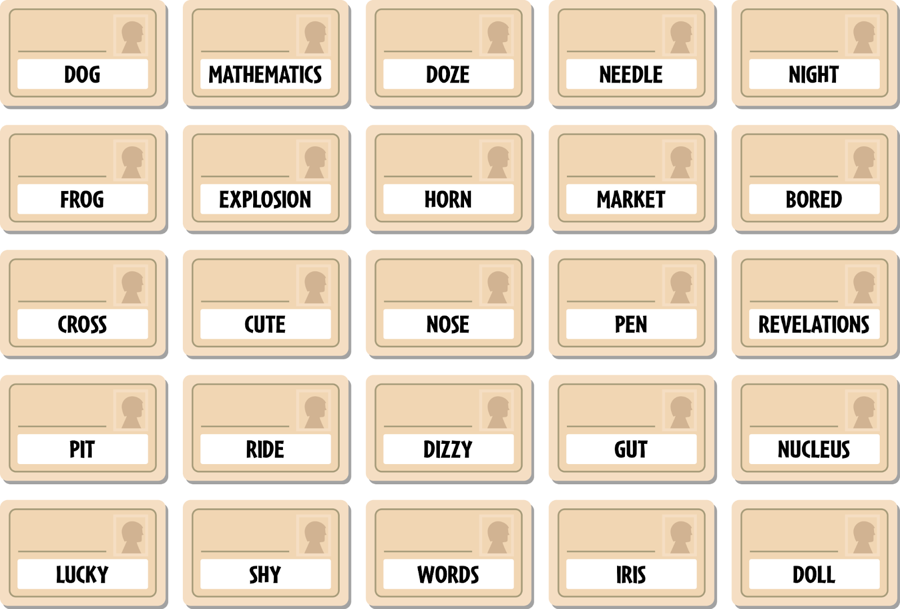 DOG
MATHEMATICS
DOZE
NEEDLE
NIGHT
FROG
EXPLOSION
HORN
MARKET
BORED
CROSS
CUTE
NOSE
PEN
REVELATIONS
PIT
RIDE
DIZZY
GUT
NUCLEUS
LUCKY
SHY
WORDS
IRIS
DOLL